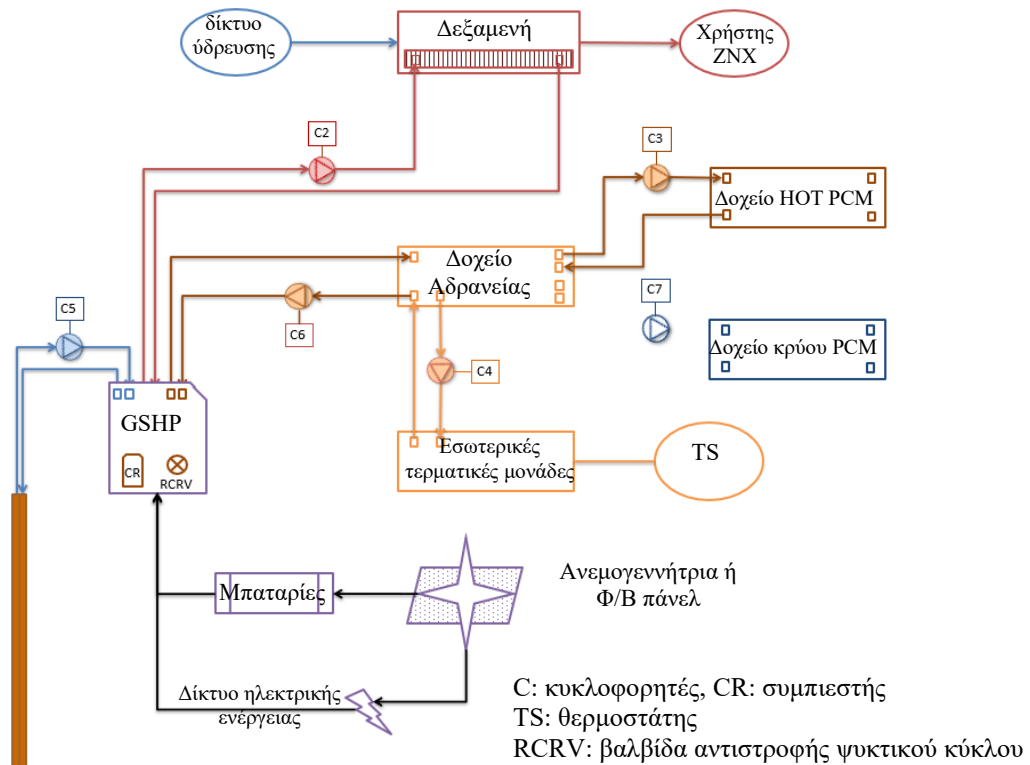 δίκτυο
ύδρευσης
Δεξαμενή
Χρήστης
ΖΝΧ
C2
C3
Δοχείο HOT PCM
Δοχείο
Αδρανείας
C7
C5
C6
Δοχείο κρύου PCM
C4
GSHP
CR
RCRV
Εσωτερικές
τερματικές μονάδες
TS
Μπαταρίες
Ανεμογεννήτρια ή
Φ/Β πάνελ
Δίκτυο ηλεκτρικής
ενέργειας
C: κυκλοφορητές, CR: συμπιεστής
TS: θερμοστάτης
RCRV: βαλβίδα αντιστροφής ψυκτικού κύκλου